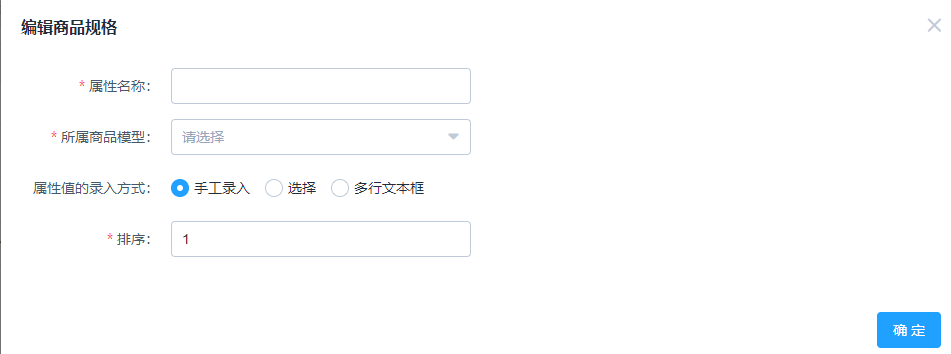 编辑商品规格
* 属性名称：
* 所属商品模型： 请选择
属性值的录入方式： 手工录入 选择 多行文本框
* 排序： 1
确 定